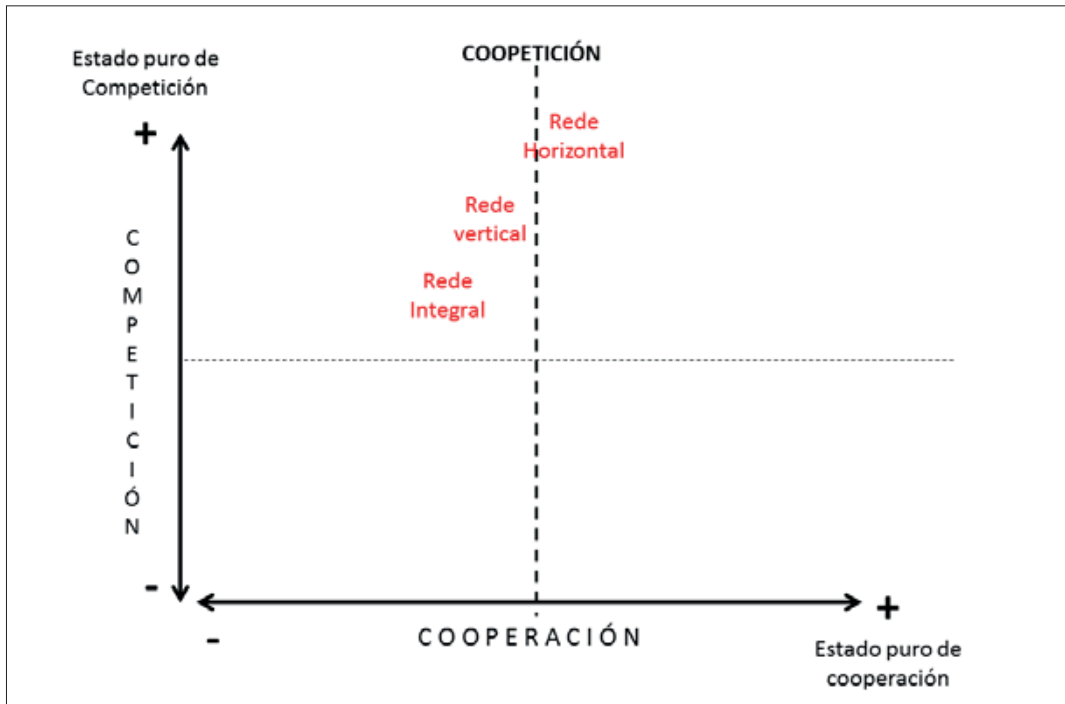 Estado puro de
Competición
COOPETICIÓN
+
Rede
Horizontal
Rede
vertical
Rede
Integral
C
O
M
P
E
T
I
C
I
Ó
N
-
-
COOPERACIÓN
+
Estado puro de
cooperación